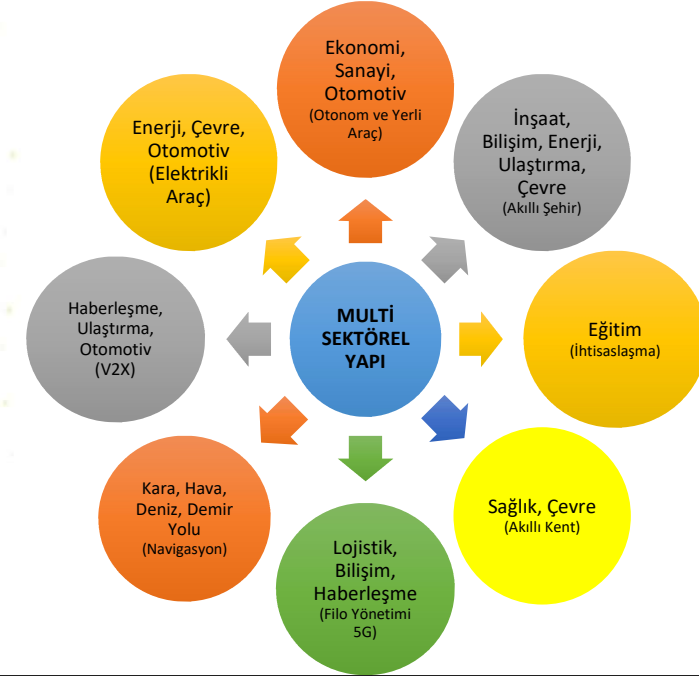 Ekonomi,
Sanayi,
Otomotiv
(Otonom ve Yerli
Araç)
İnşaat,
Bilişim, Enerji,
Ulaştırma,
Çevre
(Akıllı Şehir)
Eğitim
(İhtisaslaşma)
Sağlık, Çevre
(Akıllı Kent)
Lojistik,
Bilişim,
Haberleşme
(Filo Yönetimi
5G)
Kara, Hava,
Deniz, Demir
Yolu
(Navigasyon)
Haberleşme,
Ulaştırma,
Otomotiv
(V2X)
Enerji, Çevre,
Otomotiv
(Elektrikli
Araç)
MULTİ
SEKTÖREL
YAPI